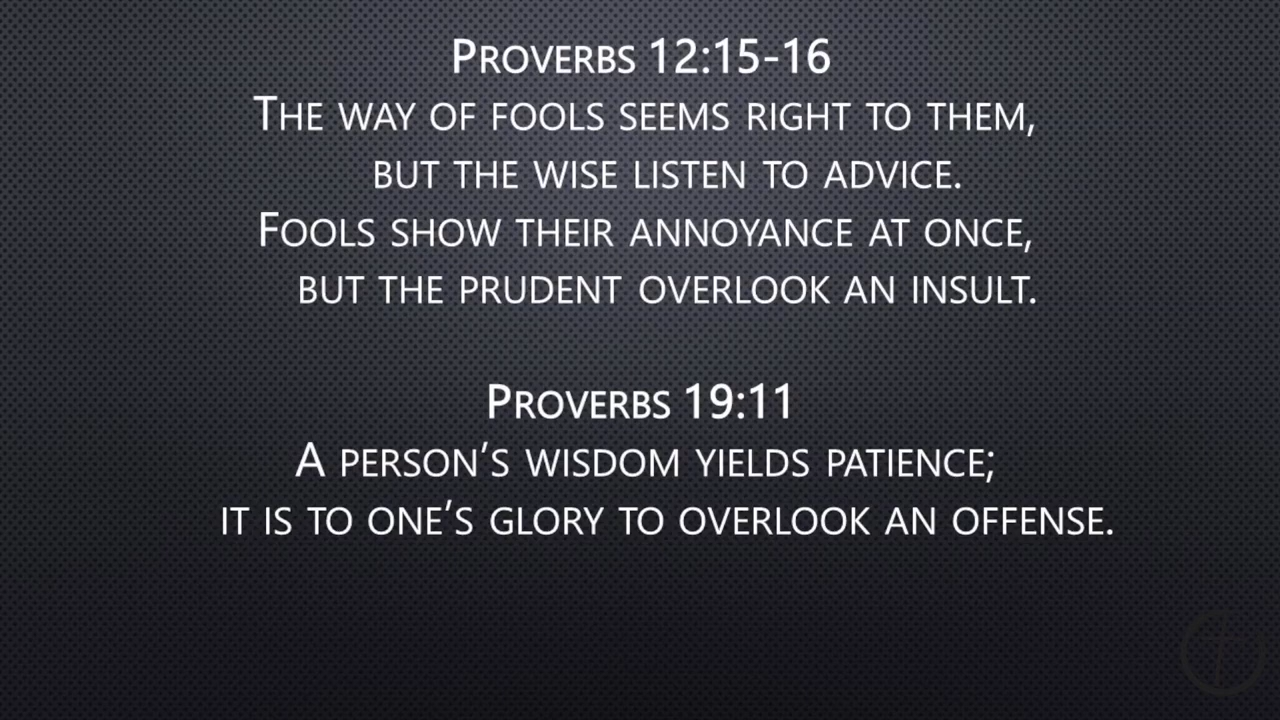 Proverbs 12:15-16
The way of fools seems right to them,
but the wise listen to advice.
Fools show their annoyance at once,
but the prudent overlook an insult.
Proverbs 19:11
A person's wisdom yields patience;
it is to one's glory to overlook an offense.